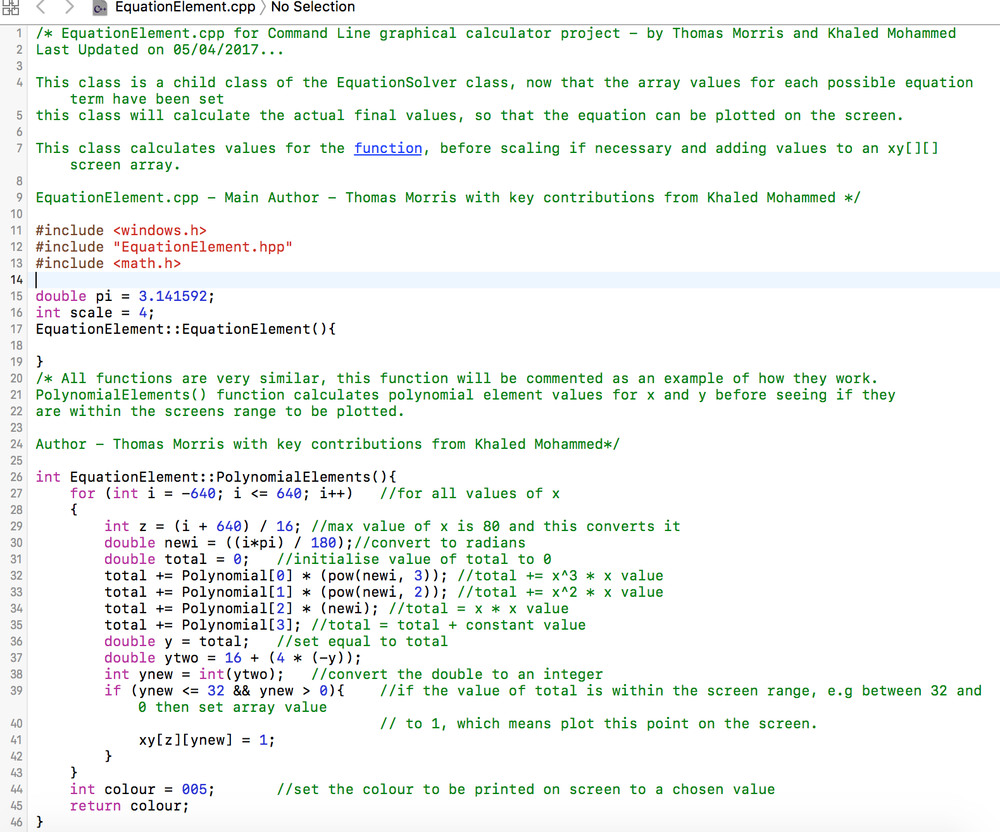 EquationElement.cpp 〉 No Selection
1 /* EquationElement.cpp for Command Line graphical calculator project – by Thomas Morris and Khaled Mohammed
2 Last Updated on 05/04/2017...
3
4 This class is a child class of the EquationSolver class, now that the array values for each possible equation
term have been set
5 this class will calculate the actual final values, so that the equation can be plotted on the screen.
6
7 This class calculates values for the function, before scaling if necessary and adding values to an xy[][]
screen array.
8
9 EquationElement.cpp – Main Author – Thomas Morris with key contributions from Khaled Mohammed */
10
11 #include <windows.h>
12 #include "EquationElement.hpp"
13 #include <math.h>
14
15 double pi = 3.141592;
16 int scale = 4;
17 EquationElement::EquationElement(){
18
19 }
20 /* All functions are very similar, this function will be commented as an example of how they work.
21 PolynomialElements() function calculates polynomial element values for x and y before seeing if they
22 are within the screens range to be plotted.
23
24 Author – Thomas Morris with key contributions from Khaled Mohammed*/
25
26 int EquationElement::PolynomialElements(){
27 for (int i = -640; i <= 640; i++) //for all values of x
28 {
29 int z = (i + 640) / 16; //max value of x is 80 and this converts it
30 double newi = ((i*pi) / 180);//convert to radians
31 double total = 0; //initialise value of total to 0
32 total += Polynomial[0] * (pow(newi, 3)); //total += x^3 * x value
33 total += Polynomial[1] * (pow(newi, 2)); //total += x^2 * x value
34 total += Polynomial[2] * (newi); //total = x * x value
35 total += Polynomial[3]; //total = total + constant value
36 double y = total; //set equal to total
37 double ytwo = 16 + (4 * (-y));
38 int ynew = int(ytwo); //convert the double to an integer
39 if (ynew <= 32 && ynew > 0){ //if the value of total is within the screen range, e.g between 32 and
0 then set array value
40 // to 1, which means plot this point on the screen.
41 xy[z][ynew] = 1;
42 }
43 }
44 int colour = 005; //set the colour to be printed on screen to a chosen value
45 return colour;
46 }